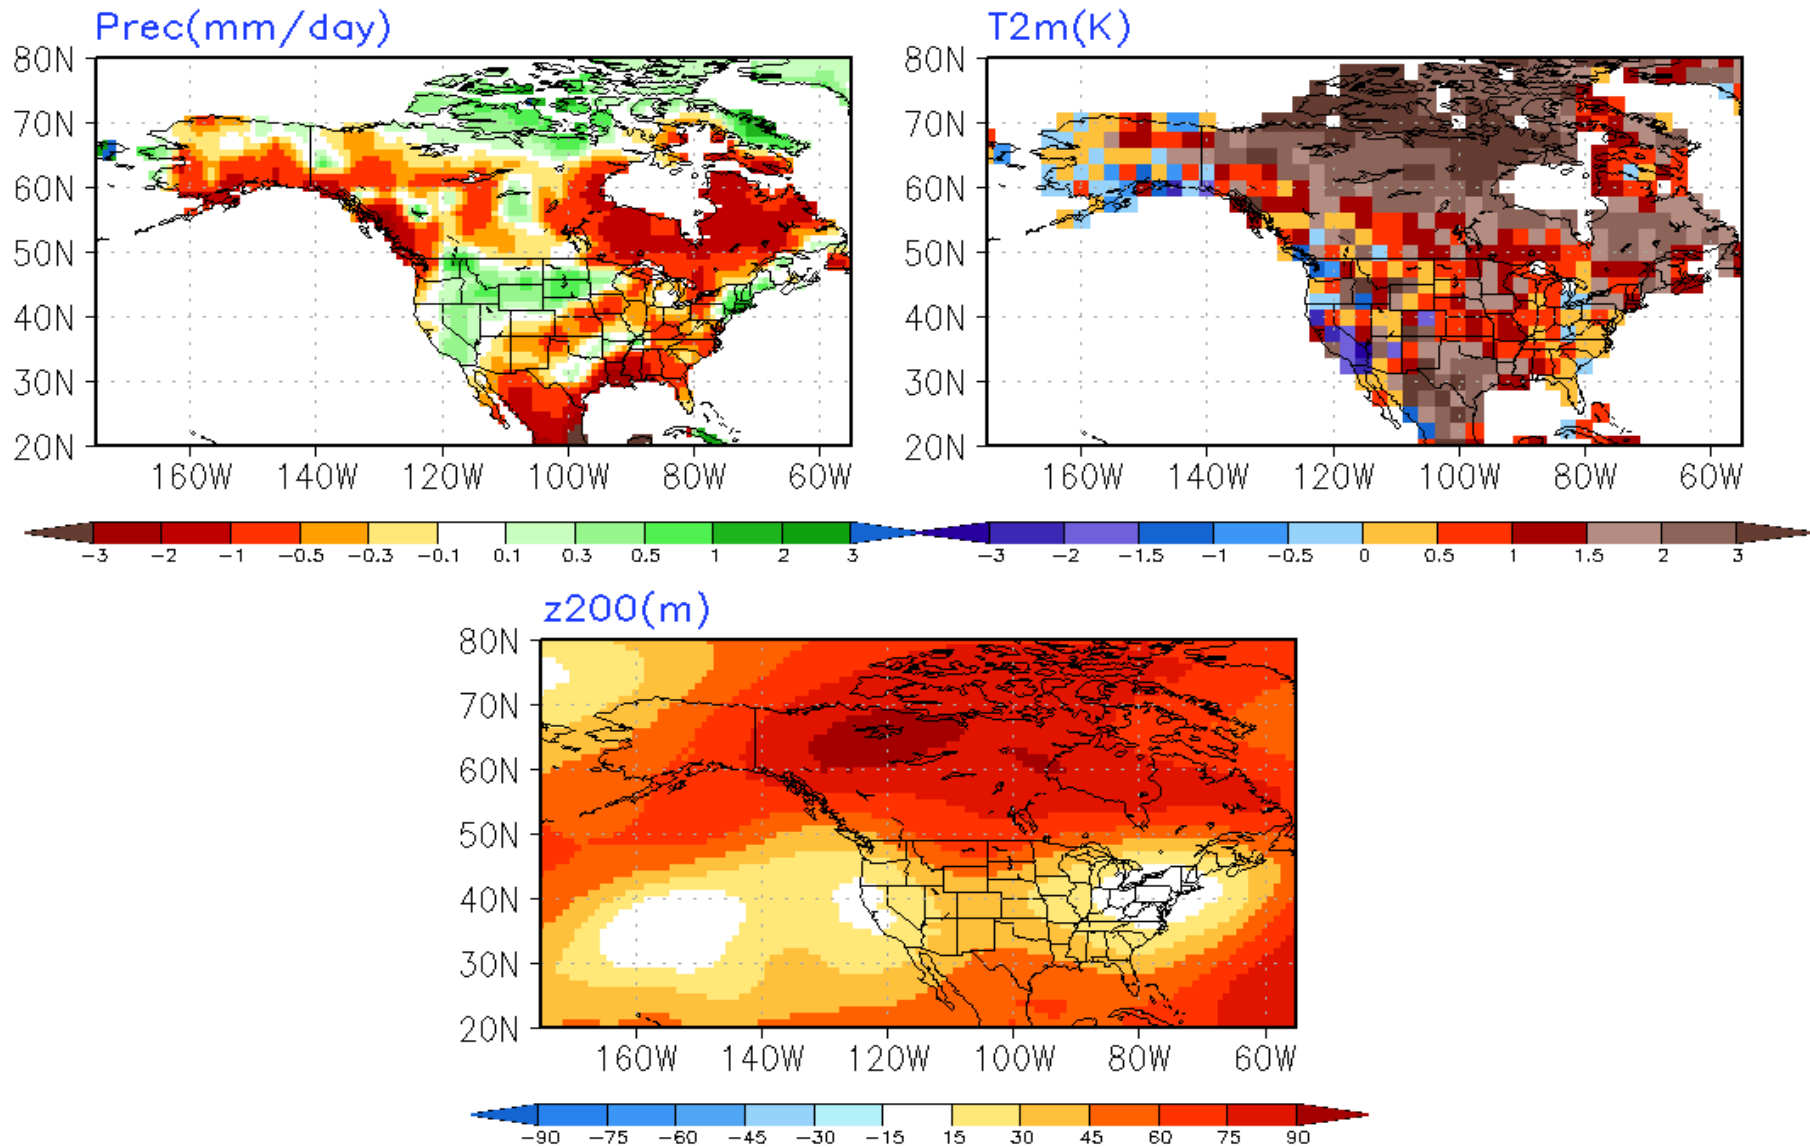 Prec(mm/day)
T2m(K)
80N
70N
60N
50N
40N
30N
20N
160W 140W 120W 100W 80W 60W
80N
70N
60N
50N
40N
30N
20N
160W 140W 120W 100W 80W 60W
-3 -2 -1 -0.5 -0.3 -0.1 0.1 0.3 0.5 1 2 3
-3 -2 -1.5 -1 -0.5 0 0.5 1 1.5 2 3
z200(m)
80N
70N
60N
50N
40N
30N
20N
160W 140W 120W 100W 80W 60W
-90 -75 -60 -45 -30 -15 15 30 45 60 75 90